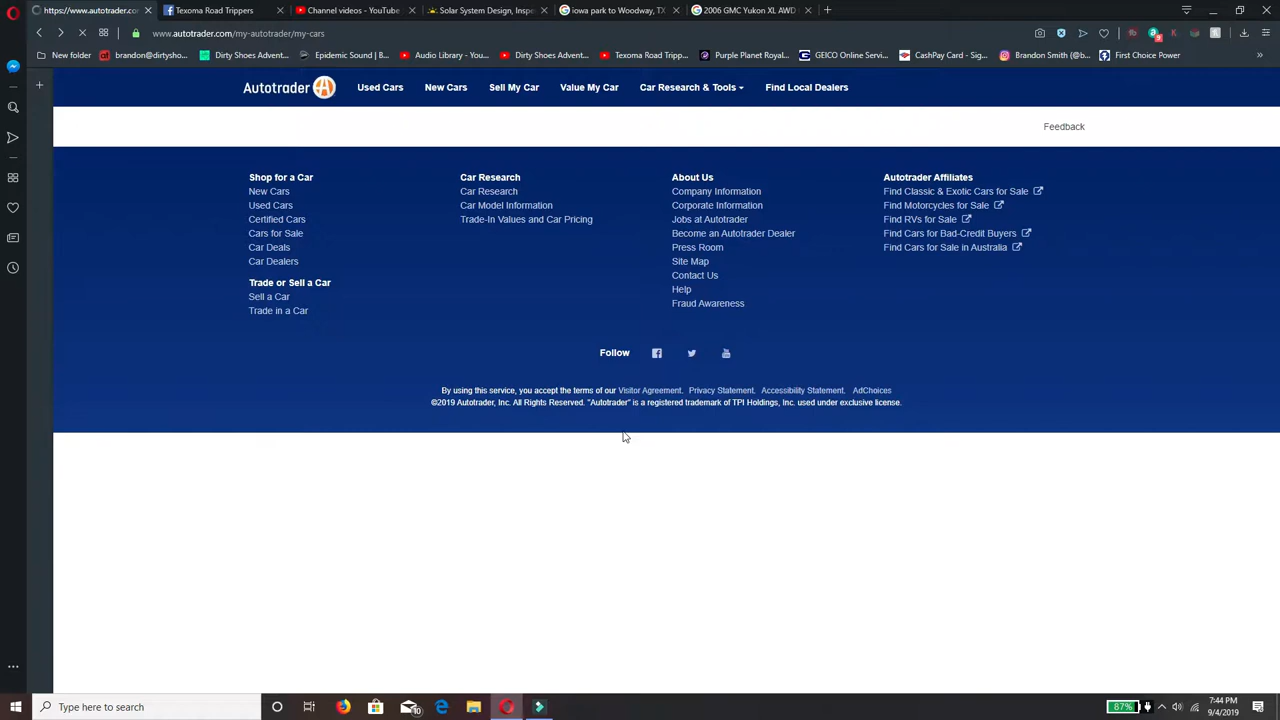 https://www.autotrader.com
Texoma Road Trippers
Channel videos - YouTube
Solar System Design, Inspe
iowa park to Woodway, TX
2006 GMC Yukon XL AWD
www.autotrader.com/my-autotrader/my-cars
New folder
brandon@dirtysho...
Dirty Shoes Advent...
Epidemic Sound | B...
Audio Library - You...
Dirty Shoes Advent...
Texoma Road Tripp...
Purple Planet Royal...
GEICO Online Servi...
CashPay Card - Sig...
Brandon Smith (@b...
First Choice Power
Autotrader
Used Cars
New Cars
Sell My Car
Value My Car
Car Research & Tools
Find Local Dealers
Feedback
Shop for a Car
New Cars
Used Cars
Certified Cars
Cars for Sale
Car Deals
Car Dealers
Trade or Sell a Car
Sell a Car
Trade in a Car
Car Research
Car Research
Car Model Information
Trade-In Values and Car Pricing
About Us
Company Information
Corporate Information
Jobs at Autotrader
Become an Autotrader Dealer
Press Room
Site Map
Contact Us
Help
Fraud Awareness
Autotrader Affiliates
Find Classic & Exotic Cars for Sale
Find Motorcycles for Sale
Find RVs for Sale
Find Cars for Bad-Credit Buyers
Find Cars for Sale in Australia
Follow
By using this service, you accept the terms of our Visitor Agreement. Privacy Statement. Accessibility Statement. AdChoices
©2019 Autotrader, Inc. All Rights Reserved. "Autotrader" is a registered trademark of TPI Holdings, Inc. used under exclusive license.
Type here to search
10
87%
7:44 PM
9/4/2019